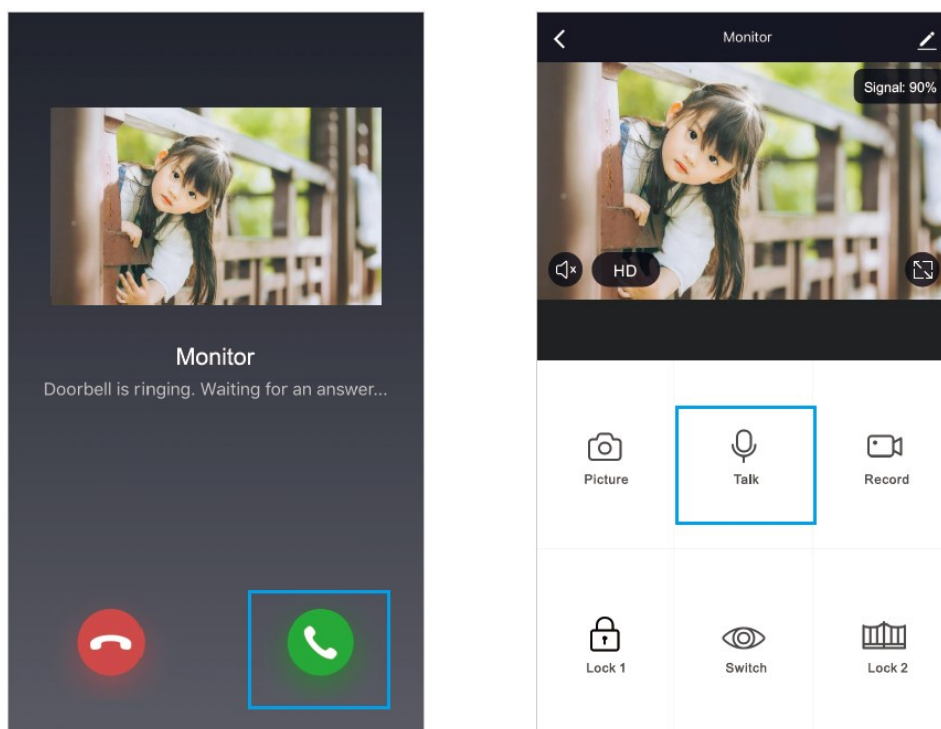 Monitor
Doorbell is ringing. Waiting for an answer...
Monitor
Signal: 90%
HD
Picture
Talk
Record
Lock 1
Switch
Lock 2